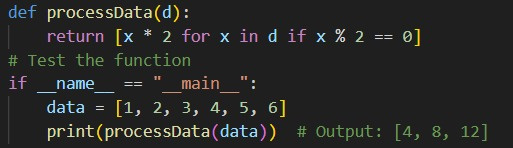 def processData(d):
    return [x * 2 for x in d if x % 2 == 0]
# Test the function
if __name__ == "__main__":
    data = [1, 2, 3, 4, 5, 6]
    print(processData(data))  # Output: [4, 8, 12]